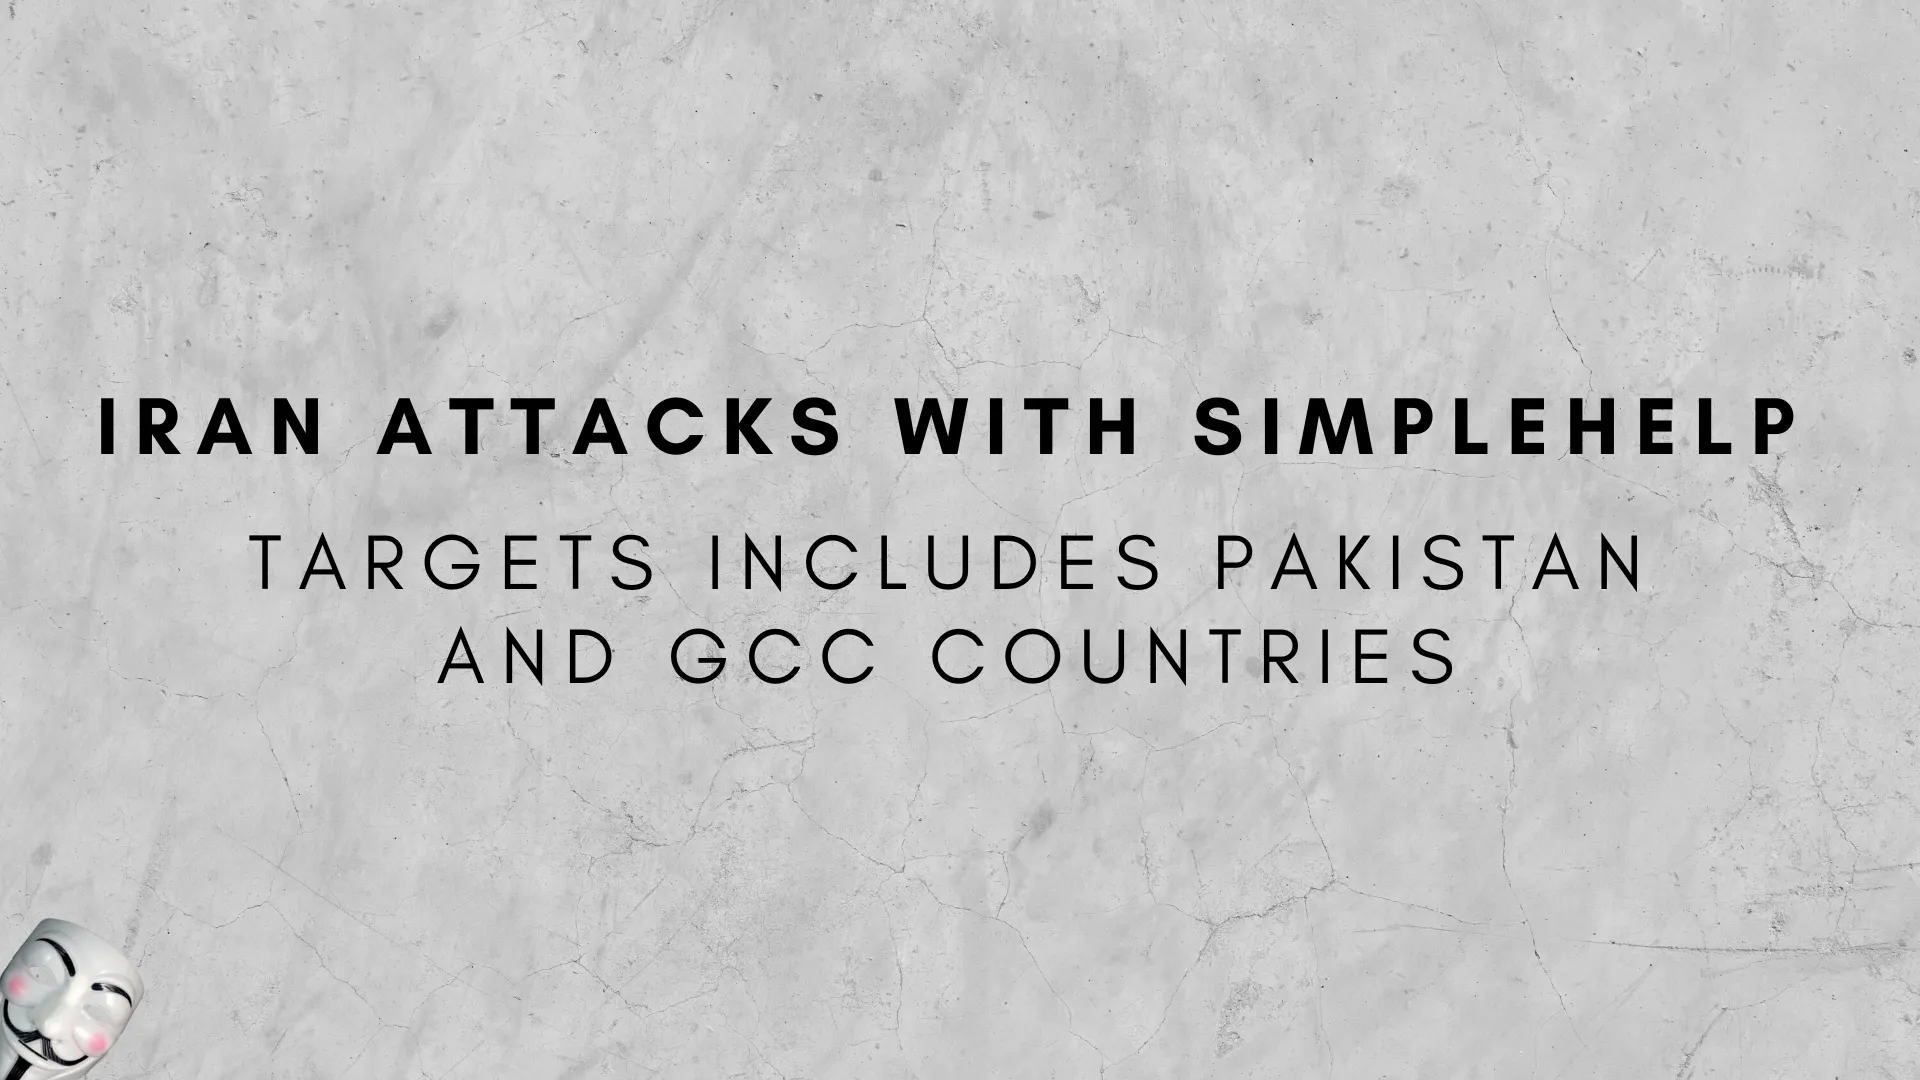 IRAN ATTACKS WITH SIMPLEHELP
TARGETS INCLUDES PAKISTAN
AND GCC COUNTRIES